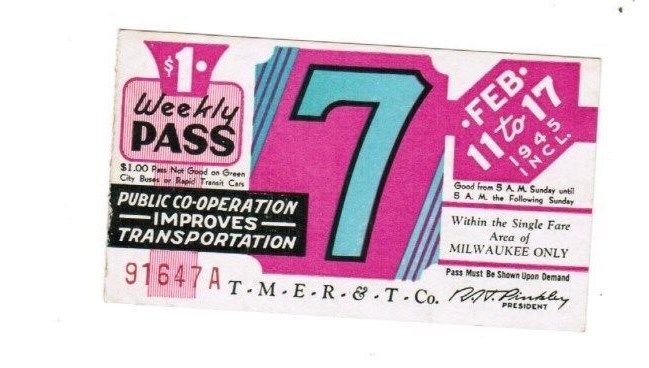 $1.
Weekly
PASS
$1.00 Pass Not Good on Green
City Buses or Rapid Transit Cars
PUBLIC CO-OPERATION
IMPROVES
TRANSPORTATION
91647A
7
T·M·E·R·&·T·Co.
·FEB·
11 to 17
1945
INCL.
Good from 5 A.M. Sunday until
5 A.M. the Following Sunday
Within the Single Fare
Area of
MILWAUKEE ONLY
Pass Must Be Shown Upon Demand
R.H. Pinkley
PRESIDENT